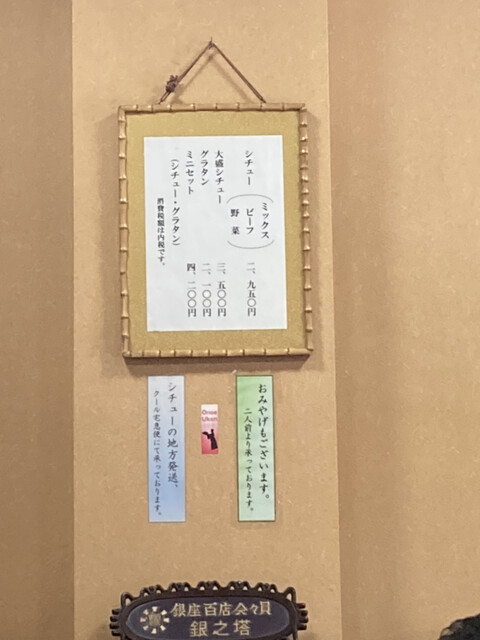 シチュー（ミックス
ビーフ
野菜）二、九五〇円
大盛シチュー 三、五〇〇円
グラタン 二、一〇〇円
ミニセット 四、二〇〇円
（シチュー・グラタン）
消費税額は内税です。
おみやげもございます。
二人前より承っております。
シチューの地方発送、
クール宅急便にて承っております。
銀座百店会々員
銀之塔